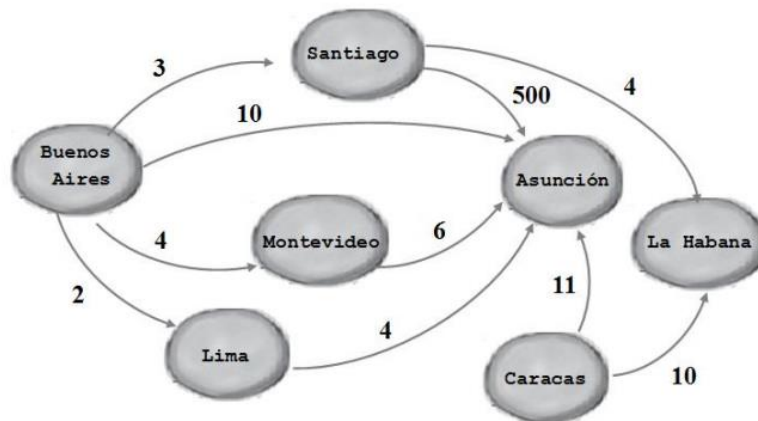 Santiago
3
4
500
10
Buenos
Aires
Asunción
Montevideo
4
6
La Habana
2
11
Lima
4
Caracas
10